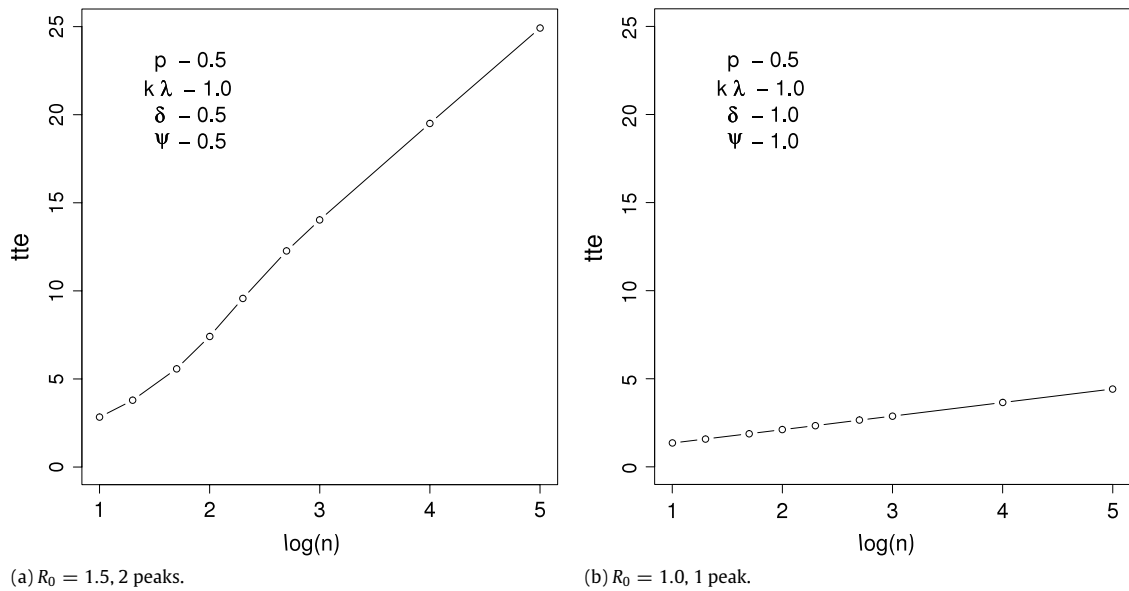 p – 0.5
k λ – 1.0
δ – 0.5
Ψ – 0.5
tte
25
20
15
10
5
0
1 2 3 4 5
log(n)
(a) R₀ = 1.5, 2 peaks.
p – 0.5
k λ – 1.0
δ – 1.0
Ψ – 1.0
tte
25
20
15
10
5
0
1 2 3 4 5
log(n)
(b) R₀ = 1.0, 1 peak.